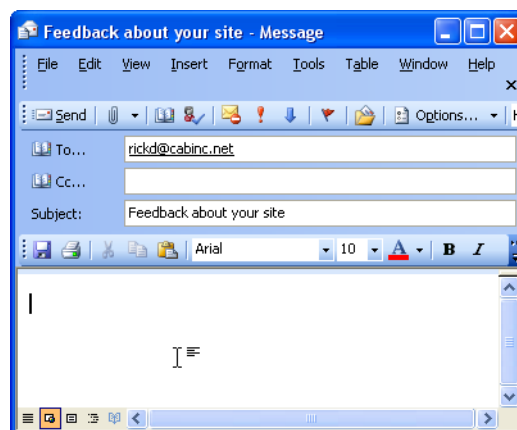 Feedback about your site - Message
File Edit View Insert Format Tools Table Window Help
Send Options...
To... rickd@cabinc.net
Cc...
Subject: Feedback about your site
Arial 10 A B I